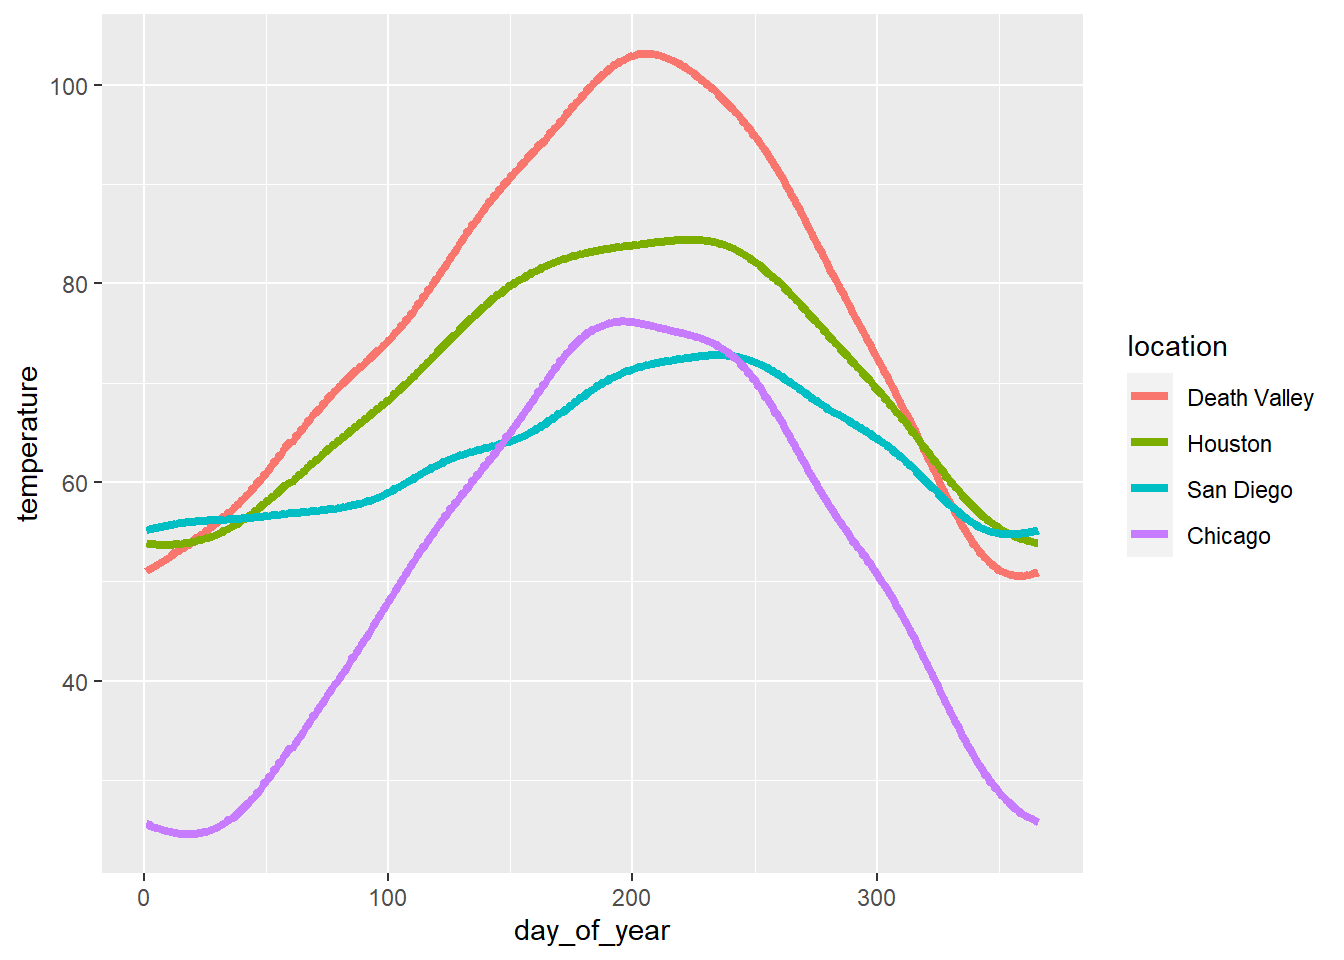 temperature
100
80
60
40
0
100
200
300
day_of_year
location
Death Valley
Houston
San Diego
Chicago